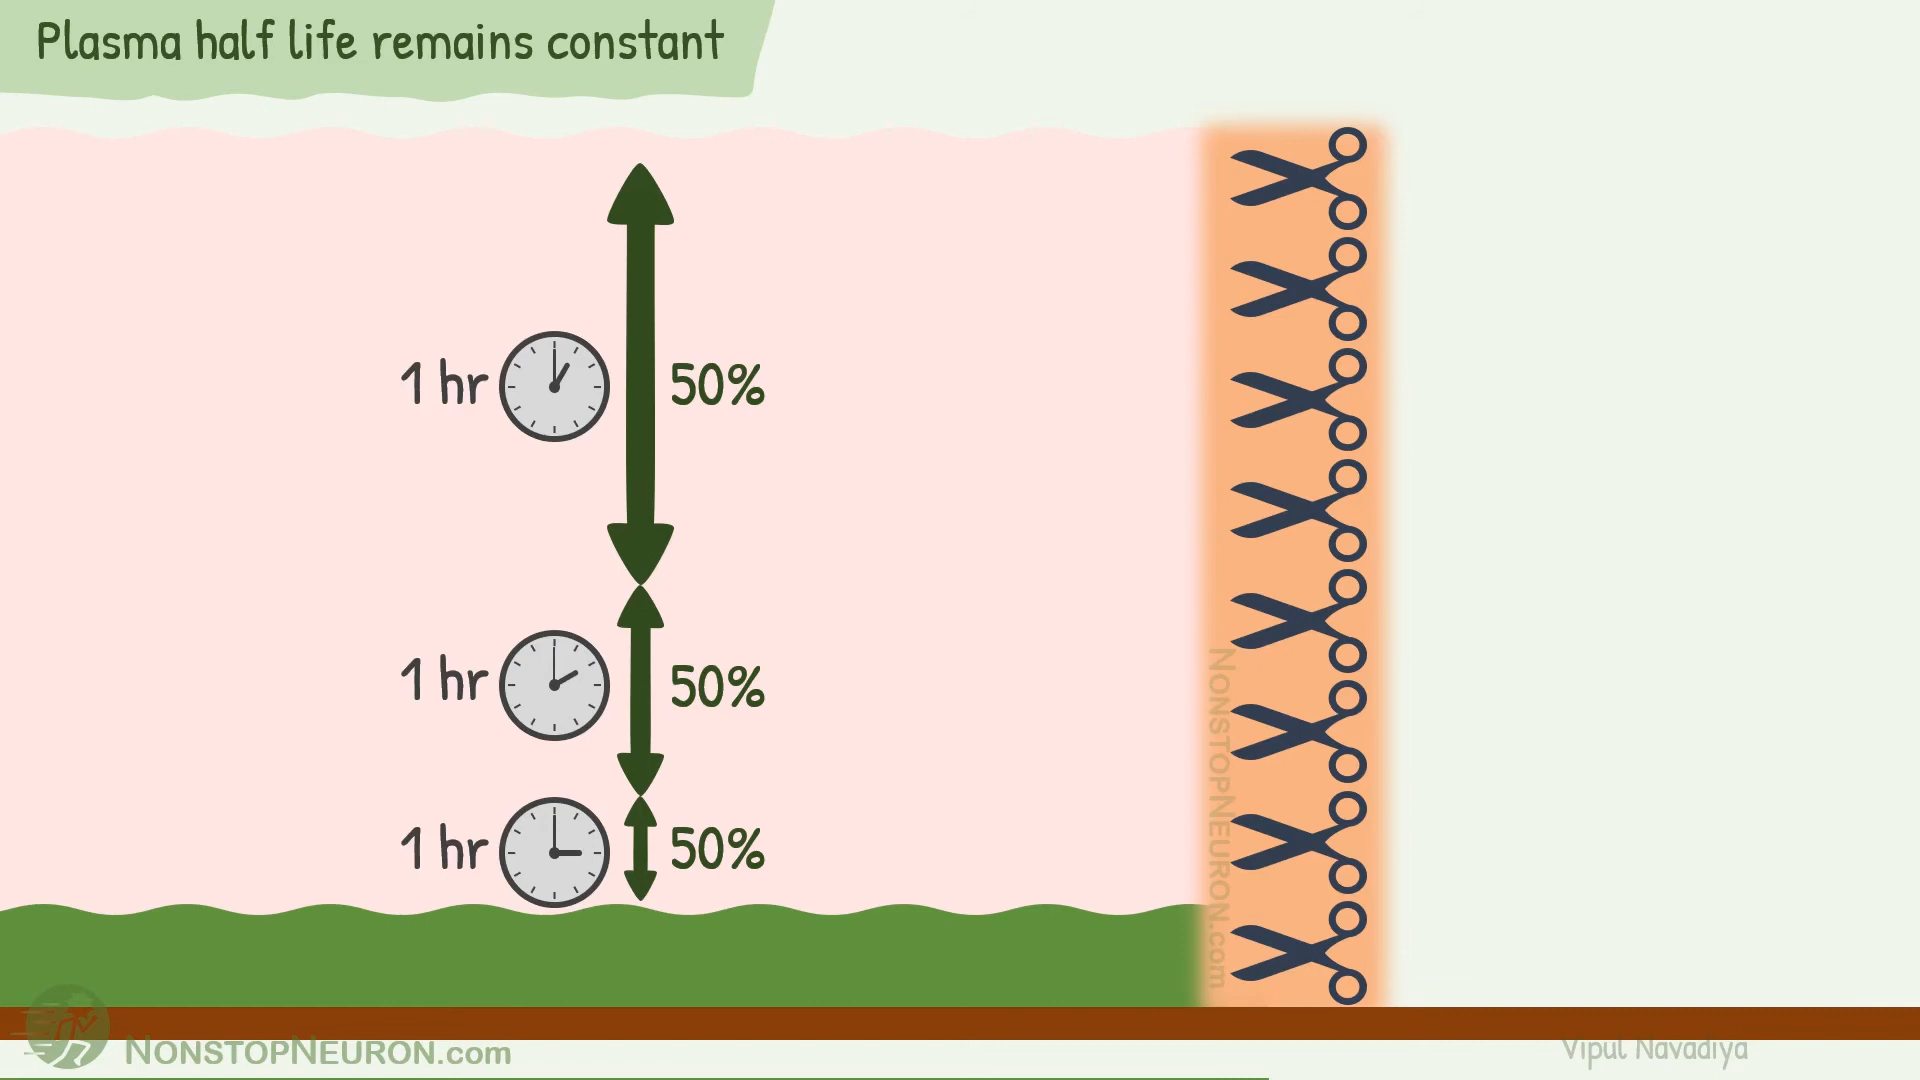 Plasma half life remains constant
1 hr 50%
1 hr 50%
1 hr 50%
NONSTOPNEURON.com
NONSTOPNEURON.com
Vipul Navadiya